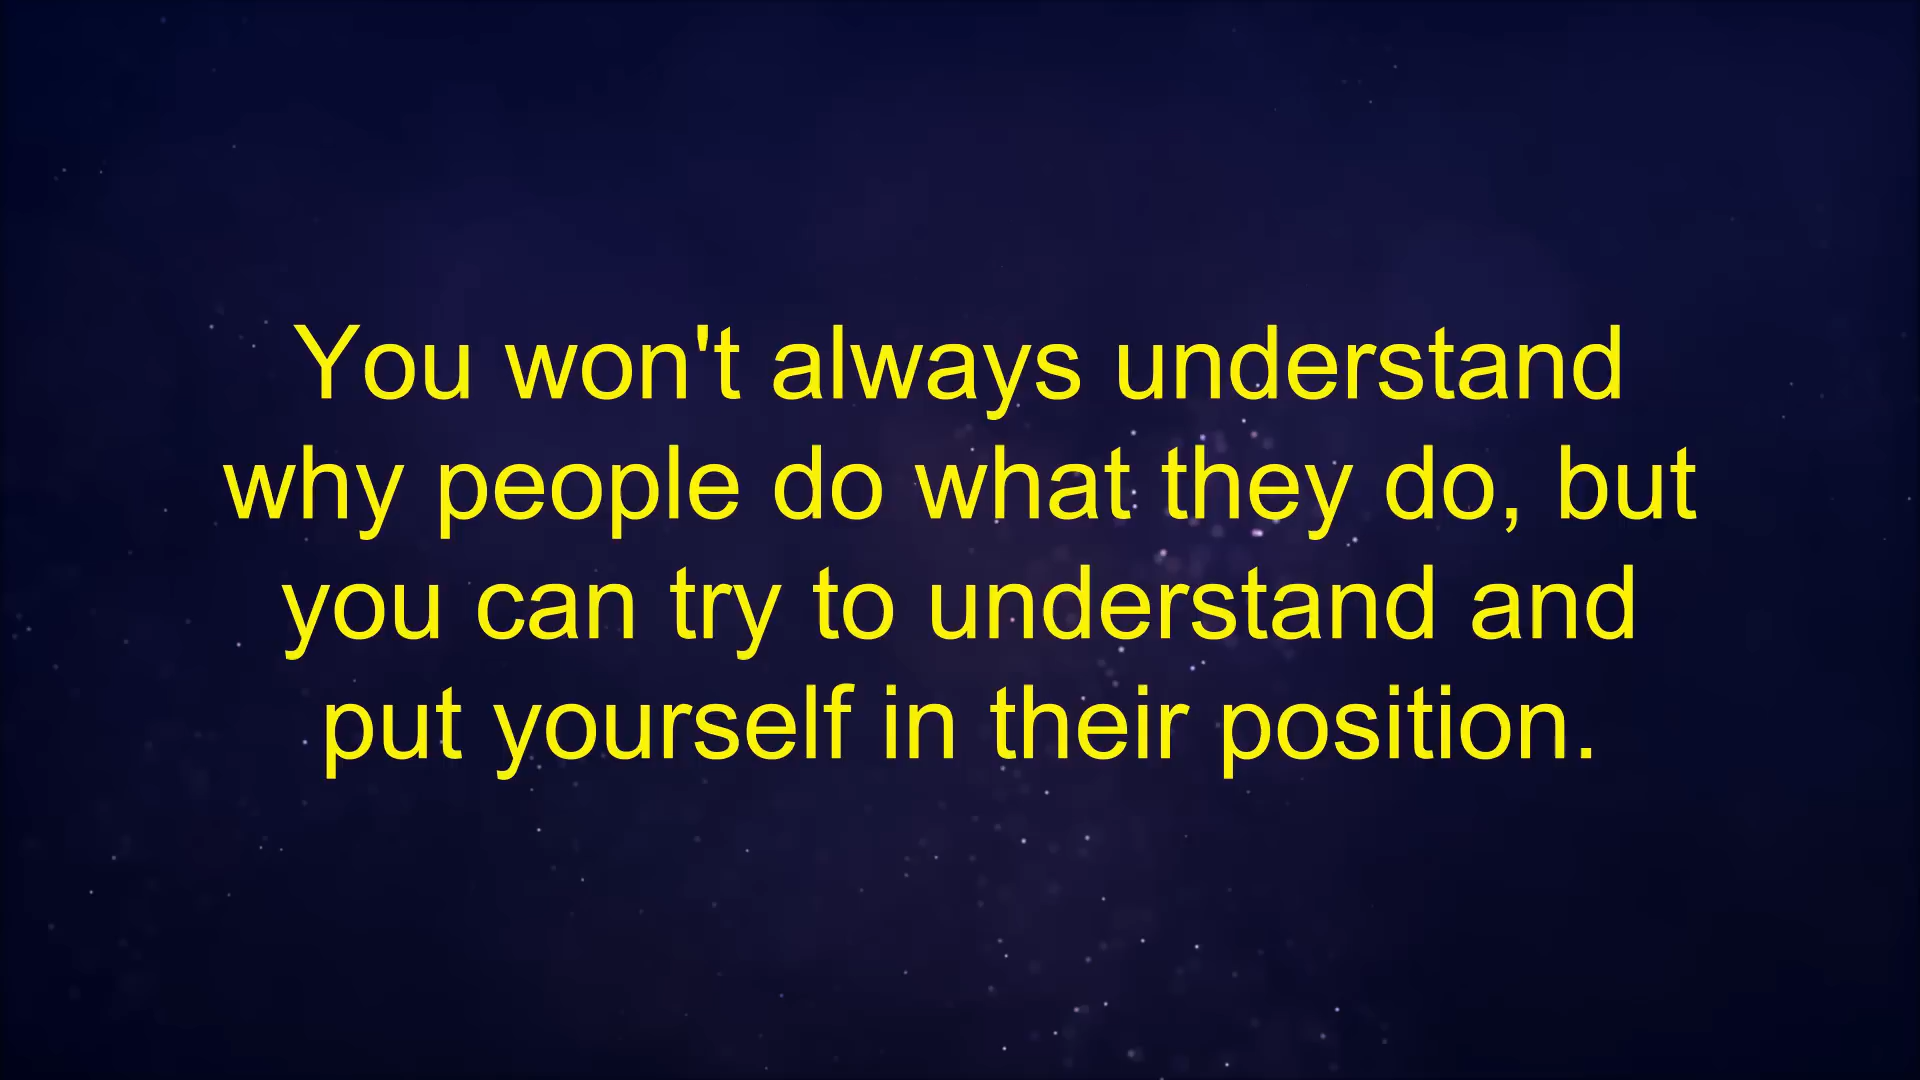 You won't always understand
why people do what they do, but
you can try to understand and
put yourself in their position.